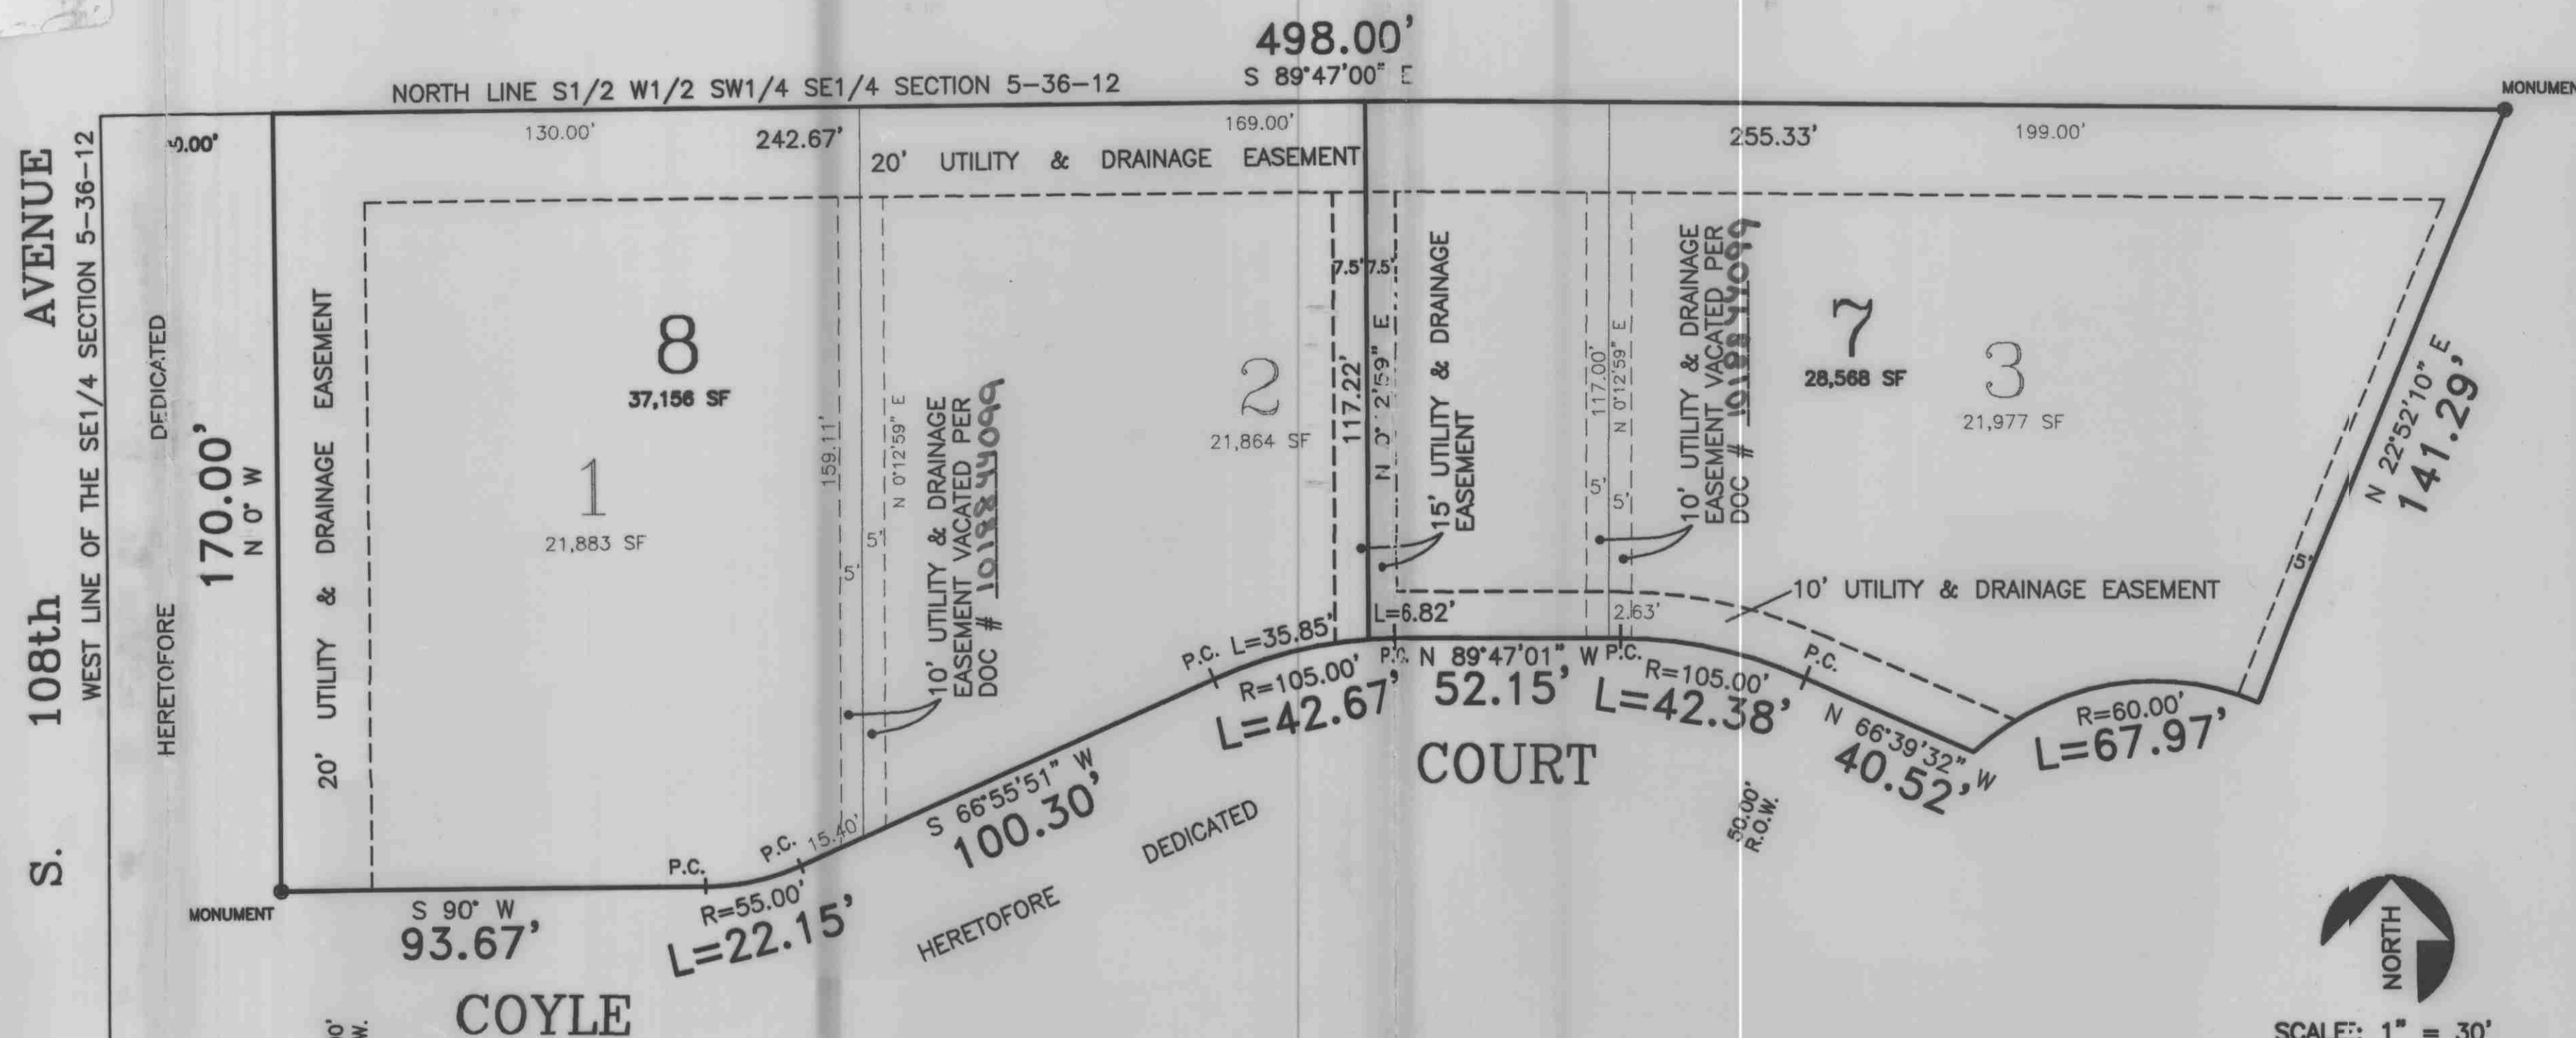 498.00'
S 89°47'00" E
NORTH LINE S1/2 W1/2 SW1/4 SE1/4 SECTION 5-36-12
MONUMEN
130.00'
242.67'
169.00'
255.33'
199.00'
20' UTILITY & DRAINAGE EASEMENT
S. 108th AVENUE
WEST LINE OF THE SE1/4 SECTION 5-36-12
HERETOFORE DEDICATED
170.00'
N 0° W
20' UTILITY & DRAINAGE EASEMENT
8
37,156 SF
1
21,883 SF
159.11'
5'
5'
N 0°12'59" E
10' UTILITY & DRAINAGE
EASEMENT VACATED PER
DOC # 10198844099
2
21,864 SF
7.5'
7.5'
117.22'
15' UTILITY & DRAINAGE
EASEMENT
117.00'
N 0°12'59" E
5'
5'
10' UTILITY & DRAINAGE
EASEMENT VACATED PER
DOC # 10198844099
7
28,568 SF
3
21,977 SF
N 22°52'10" E
141.29'
5'
10' UTILITY & DRAINAGE EASEMENT
L=6.82'
2.63'
P.C.
L=35.85'
P.C.
N 89°47'01" W
P.C.
P.C.
R=105.00'
L=42.67'
52.15'
R=105.00'
L=42.38'
N 66°39'32" W
40.52'
R=60.00'
L=67.97'
P.C.
P.C.
15.40'
S 66°55'51" W
100.30'
MONUMENT
S 90° W
93.67'
R=55.00'
L=22.15'
HERETOFORE DEDICATED
50.00'
R.O.W.
COYLE COURT
NORTH
SCALE: 1" = 30'